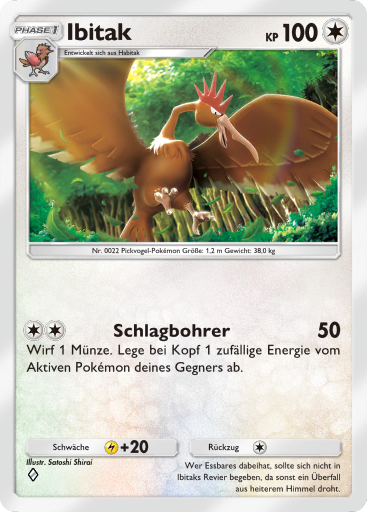 PHASE 1
Ibitak
KP 100
Entwickelt sich aus Habitak
Nr. 0022 Pickvogel-Pokémon Größe: 1,2 m Gewicht: 38,0 kg
Schlagbohrer 50
Wirf 1 Münze. Lege bei Kopf 1 zufällige Energie vom
Aktiven Pokémon deines Gegners ab.
Schwäche +20 Rückzug
Illustr. Satoshi Shirai
Wer Essbares dabeihat, sollte sich nicht in
Ibitaks Revier begeben, da sonst ein Überfall
aus heiterem Himmel droht.